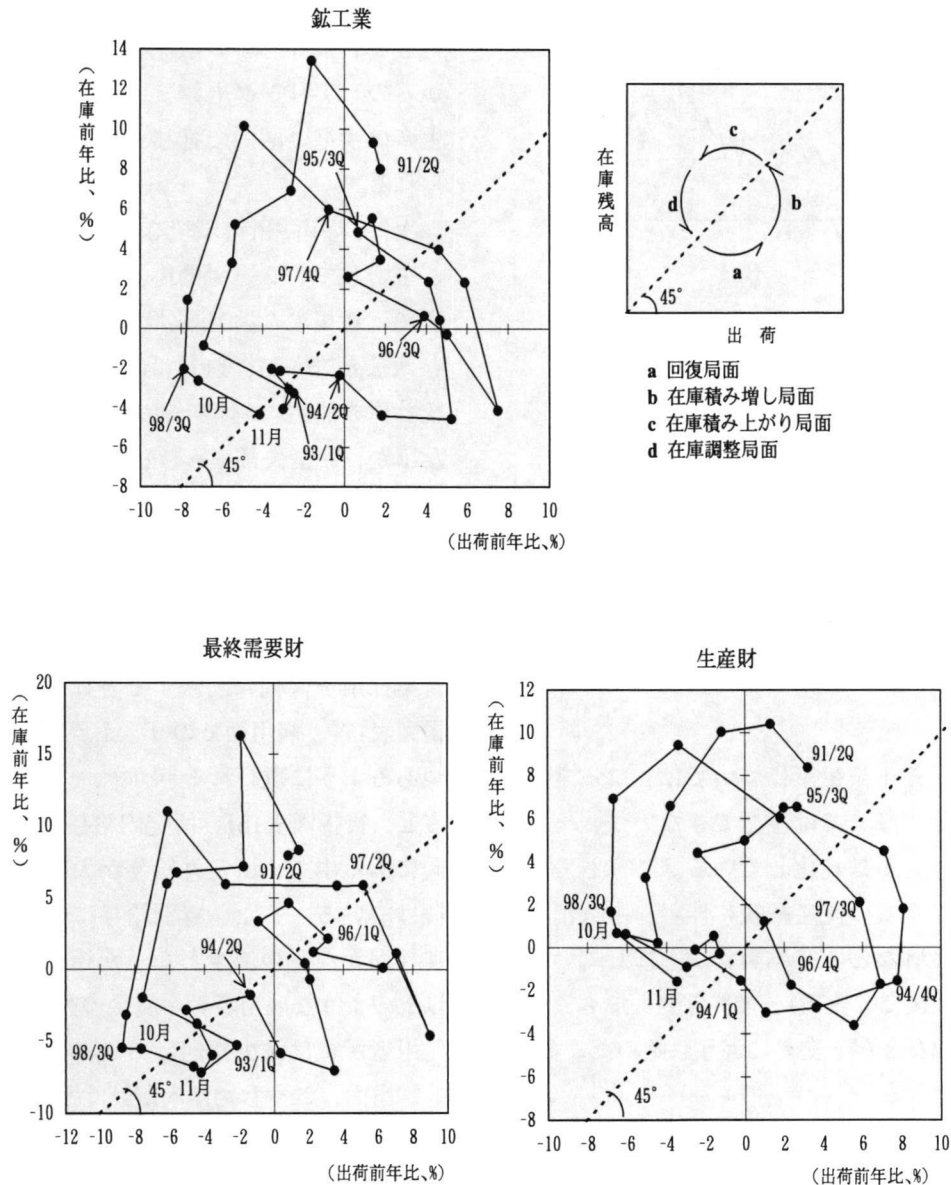 鉱工業
（在庫前年比、%）
14
12
10
8
6
4
2
0
-2
-4
-6
-8
-10
-8
-6
-4
-2
0
2
4
6
8
10
（出荷前年比、%）
95/3Q
91/2Q
97/4Q
96/3Q
94/2Q
93/1Q
98/3Q
10月
11月
45°
在庫残高
c
d
b
a
45°
出 荷
a 回復局面
b 在庫積み増し局面
c 在庫積み上がり局面
d 在庫調整局面
最終需要財
（在庫前年比、%）
20
15
10
5
0
-5
-10
-12
-10
-8
-6
-4
-2
0
2
4
6
8
10
（出荷前年比、%）
91/2Q
97/2Q
96/1Q
94/2Q
93/1Q
98/3Q
10月
11月
45°
生産財
（在庫前年比、%）
12
10
8
6
4
2
0
-2
-4
-6
-8
-10
-8
-6
-4
-2
0
2
4
6
8
10
（出荷前年比、%）
91/2Q
95/3Q
97/3Q
96/4Q
94/4Q
94/1Q
98/3Q
10月
11月
45°